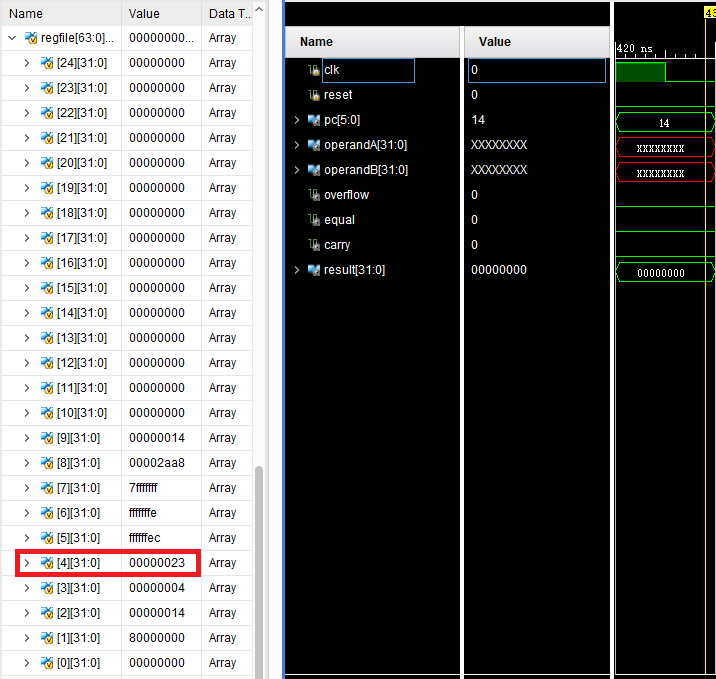 Name Value Data T...
regfile[63:0]... 00000000... Array
[24][31:0] 00000000 Array
[23][31:0] 00000000 Array
[22][31:0] 00000000 Array
[21][31:0] 00000000 Array
[20][31:0] 00000000 Array
[19][31:0] 00000000 Array
[18][31:0] 00000000 Array
[17][31:0] 00000000 Array
[16][31:0] 00000000 Array
[15][31:0] 00000000 Array
[14][31:0] 00000000 Array
[13][31:0] 00000000 Array
[12][31:0] 00000000 Array
[11][31:0] 00000000 Array
[10][31:0] 00000000 Array
[9][31:0] 00000014 Array
[8][31:0] 00002aa8 Array
[7][31:0] 7fffffff Array
[6][31:0] fffffffe Array
[5][31:0] ffffffec Array
[4][31:0] 00000023 Array
[3][31:0] 00000004 Array
[2][31:0] 00000014 Array
[1][31:0] 80000000 Array
[0][31:0] 00000000 Array
Name Value
clk 0
reset 0
pc[5:0] 14
operandA[31:0] XXXXXXXX
operandB[31:0] XXXXXXXX
overflow 0
equal 0
carry 0
result[31:0] 00000000
420 ns
14
XXXXXXXX
XXXXXXXX
00000000